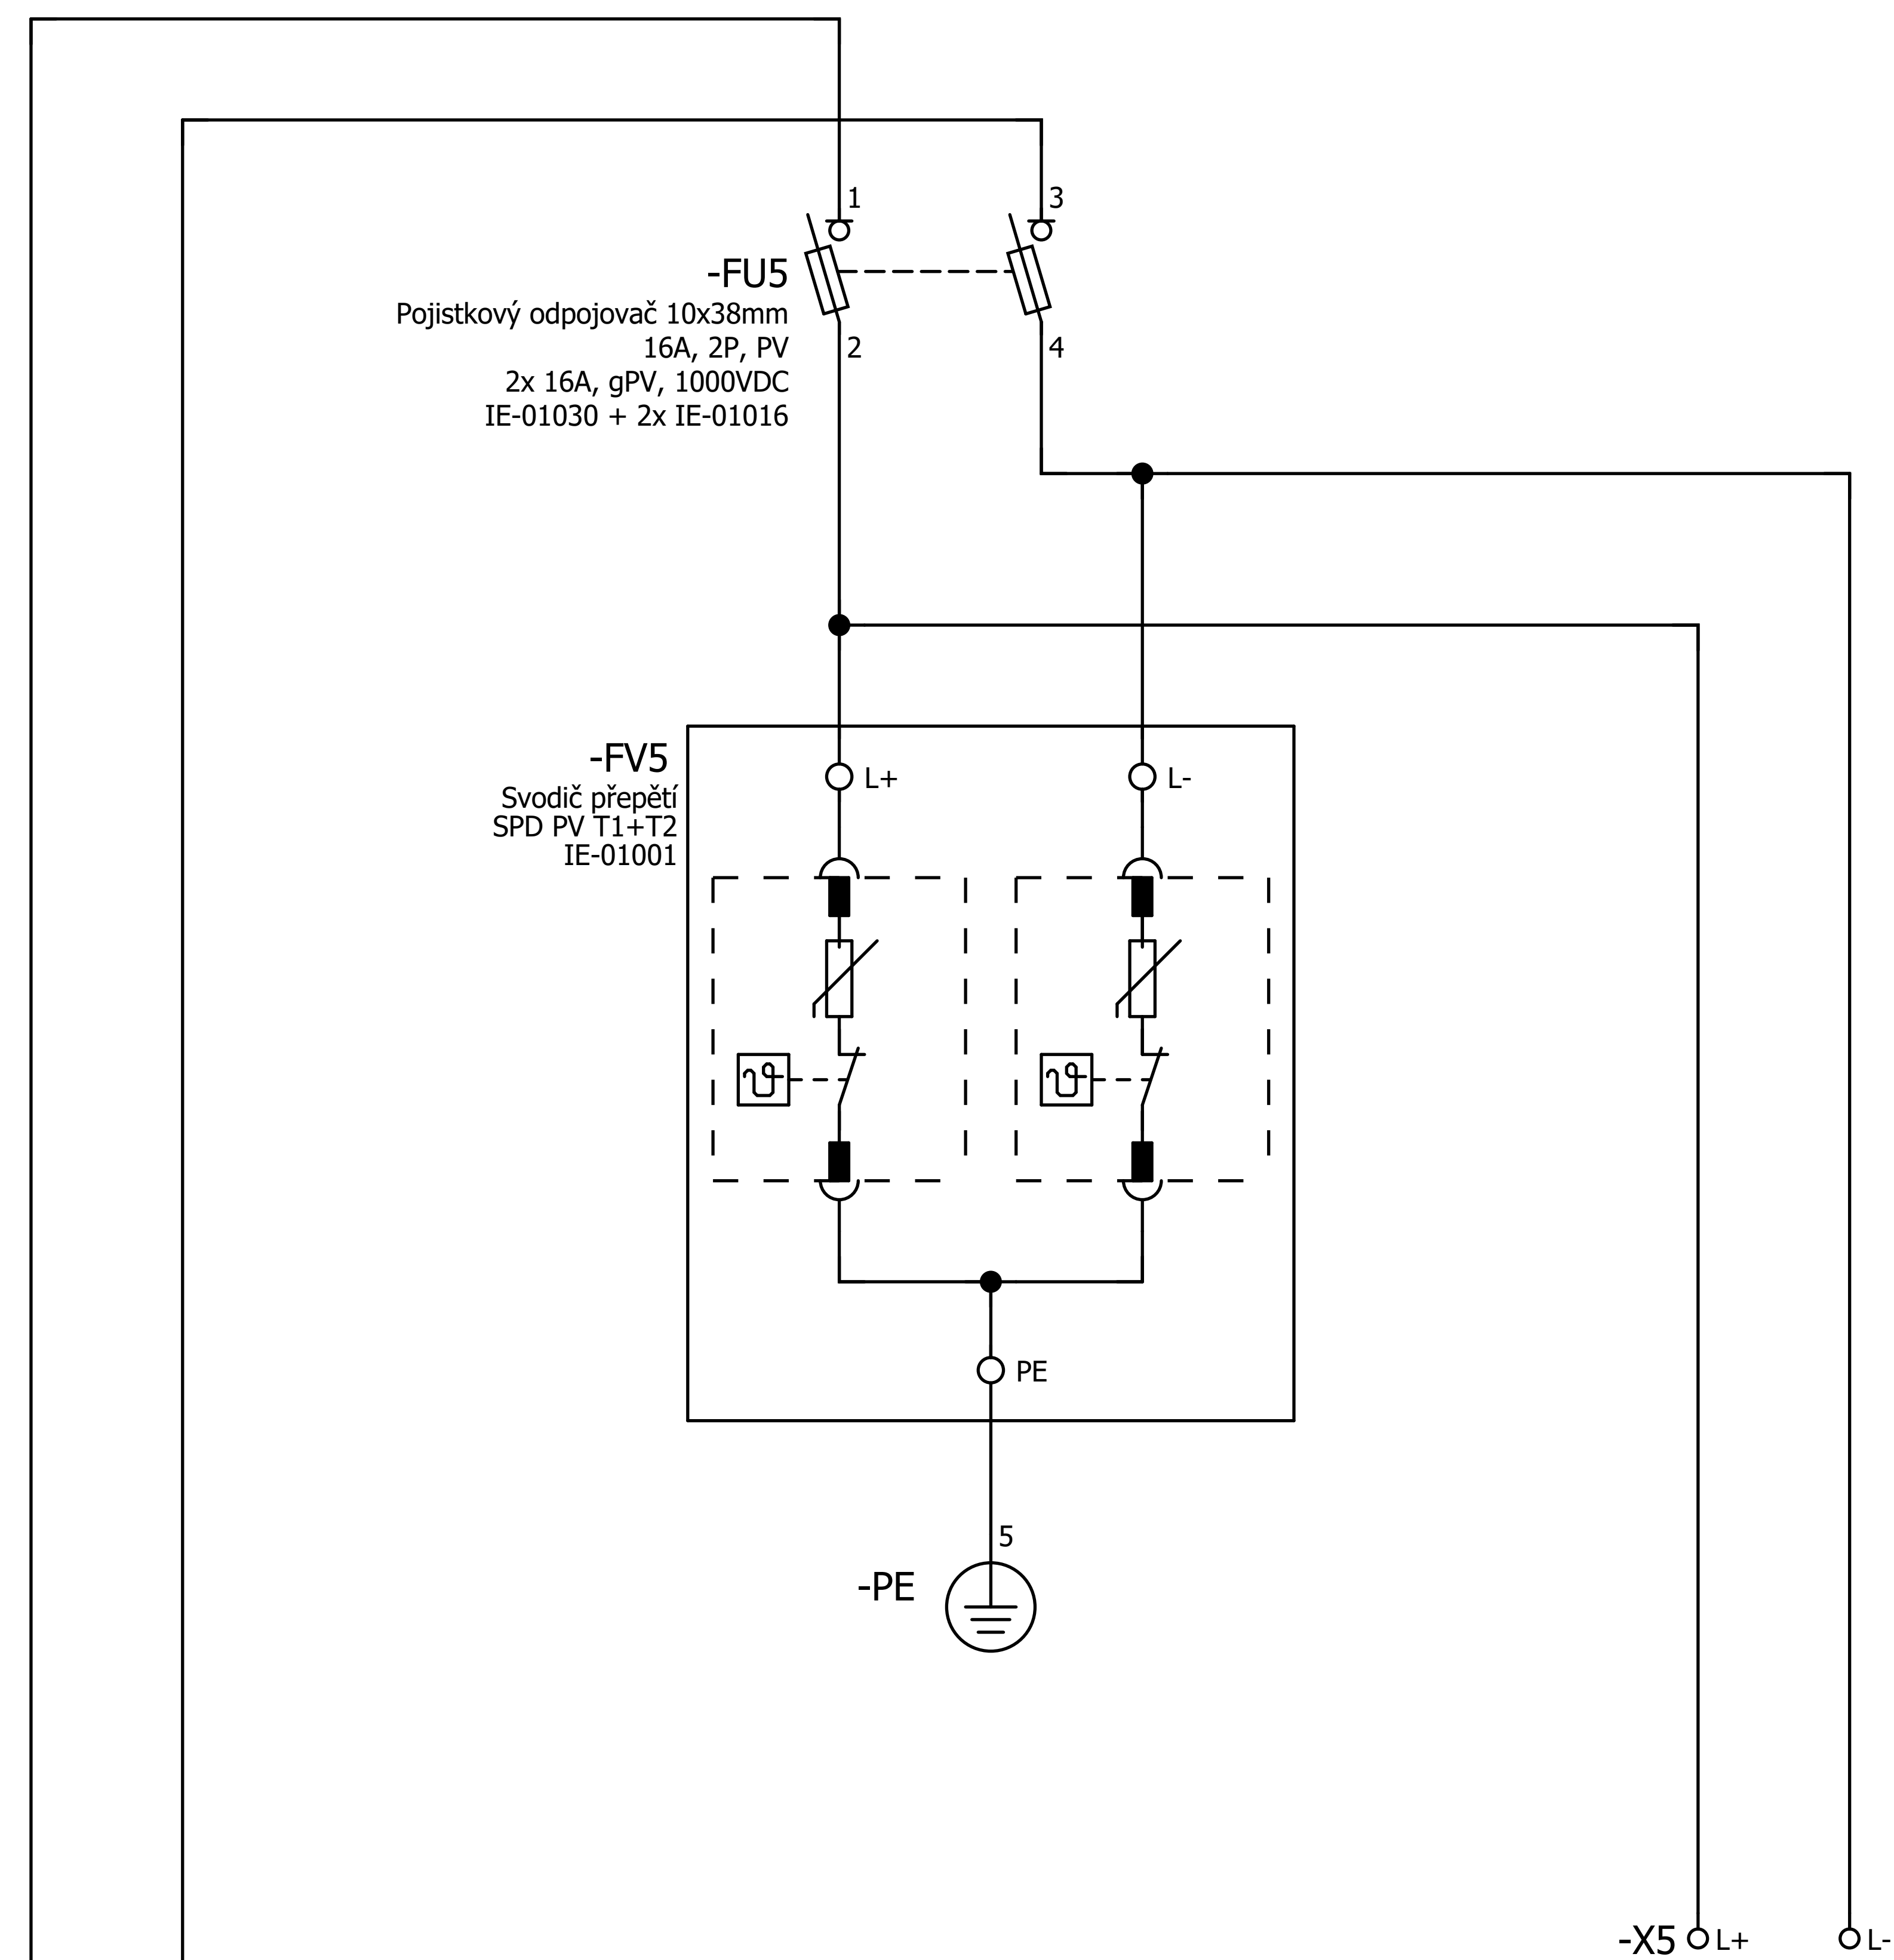 1
3
-FU5
Pojistkový odpojovač 10x38mm
16A, 2P, PV
2x 16A, gPV, 1000VDC
IE-01030 + 2x IE-01016
2
4
-FV5
Svodič přepětí
SPD PV T1+T2
IE-01001
L+
L-
ϑ
ϑ
PE
5
-PE
-X5
L+
L-